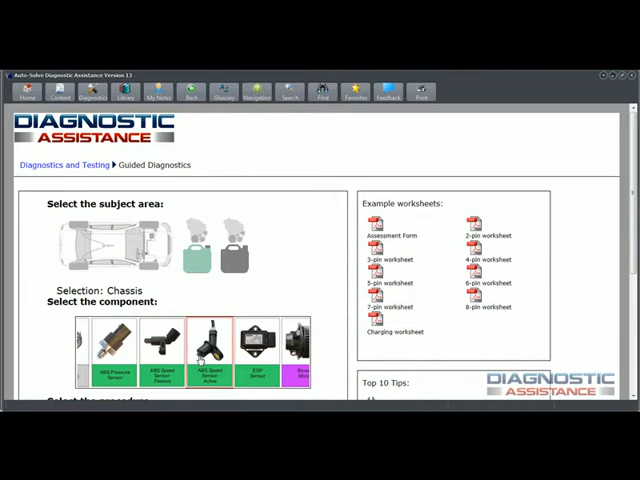 Auto-Solve Diagnostic Assistance Version 13
Home Content Diagnostics Library My Notes Back Glossary Navigation Search Find Favorites Feedback Print
DIAGNOSTIC
ASSISTANCE
Diagnostics and Testing Guided Diagnostics
Select the subject area:
Selection: Chassis
Select the component:
ABS Pressure Sensor
ABS Speed Sensor- Passive
ABS Speed Sensor- Active
ESP Sensor
Select the procedure
Example worksheets:
Assessment Form
2-pin worksheet
3-pin worksheet
4-pin worksheet
5-pin worksheet
6-pin worksheet
7-pin worksheet
8-pin worksheet
Charging worksheet
Top 10 Tips:
DIAGNOSTIC
ASSISTANCE